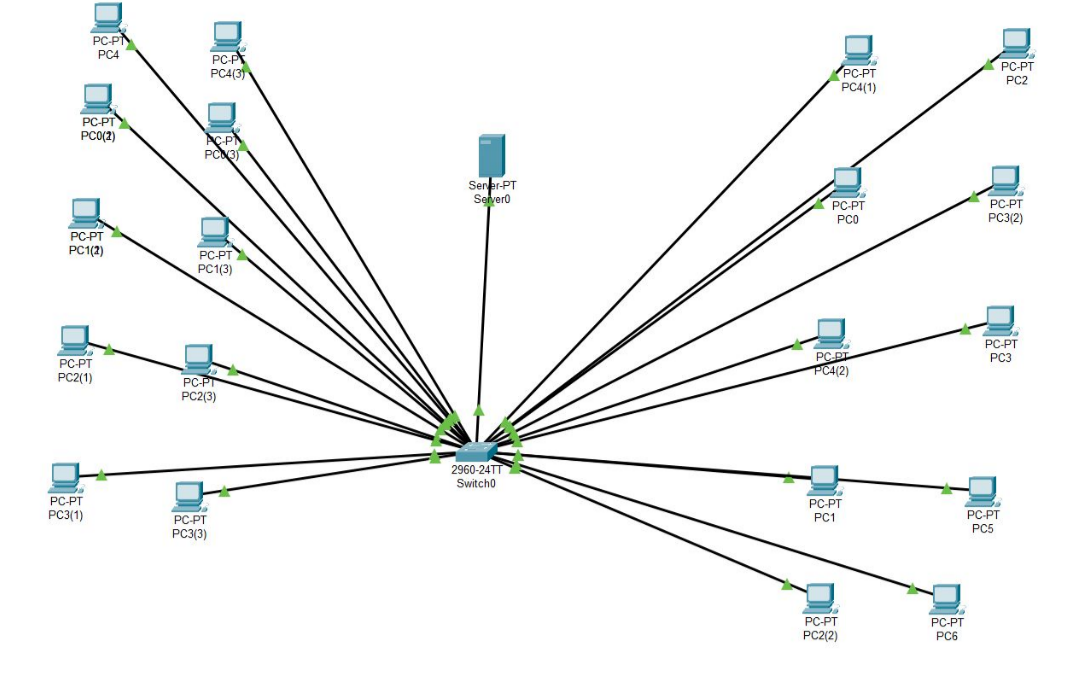 PC-PT
PC4
PC-PT
PC4(3)
PC-PT
PC4(1)
PC-PT
PC2
PC-PT
PC-PT
PC0(3)
Server-PT
Server0
PC-PT
PC0
PC-PT
PC3(2)
PC-PT
PC-PT
PC1(3)
PC-PT
PC2(1)
PC-PT
PC2(3)
PC-PT
PC4(2)
PC-PT
PC3
2960-24TT
Switch0
PC-PT
PC3(1)
PC-PT
PC3(3)
PC-PT
PC1
PC-PT
PC5
PC-PT
PC2(2)
PC-PT
PC6